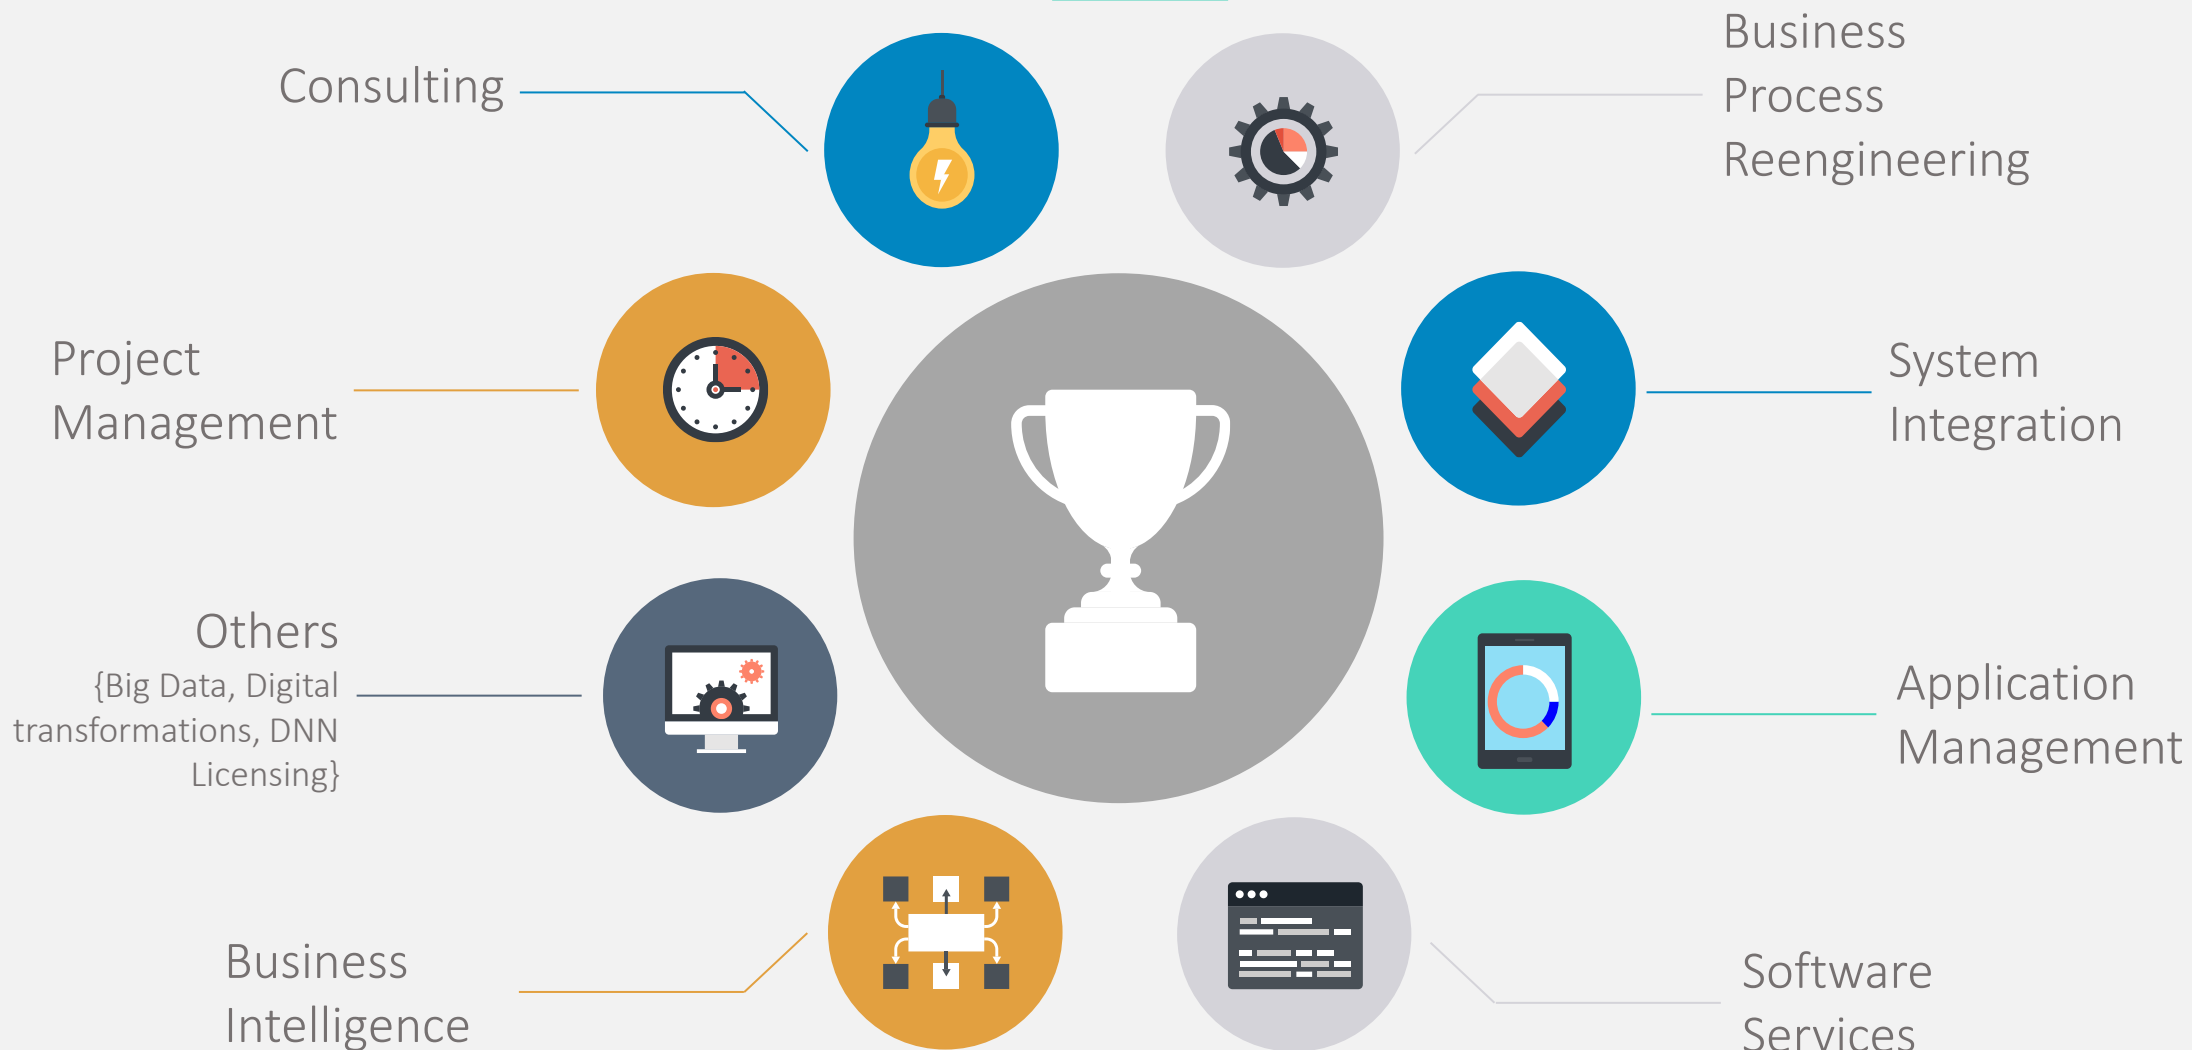 Consulting
Business
Process
Reengineering
Project
Management
System
Integration
Others
{Big Data, Digital
transformations, DNN
Licensing}
Application
Management
Business
Intelligence
Software
Services